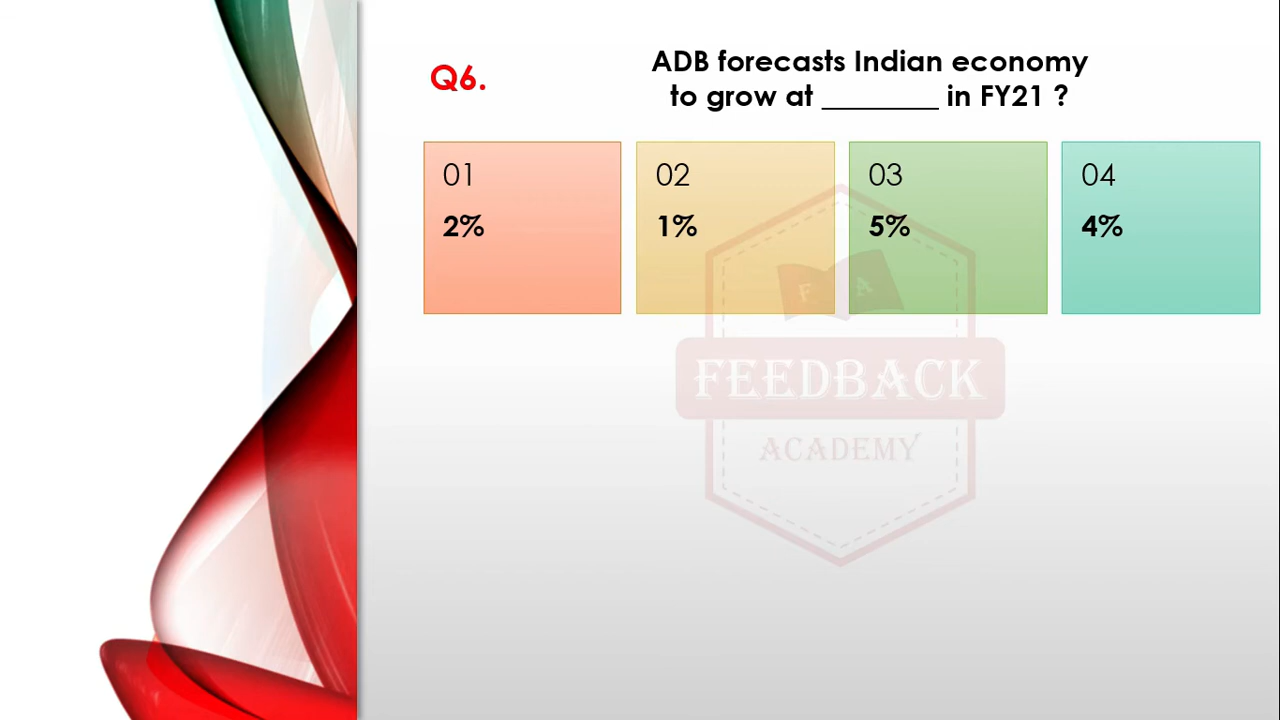 Q6.
ADB forecasts Indian economy
to grow at ________ in FY21 ?
01
2%
02
1%
03
5%
04
4%
F A
FEEDBACK
ACADEMY